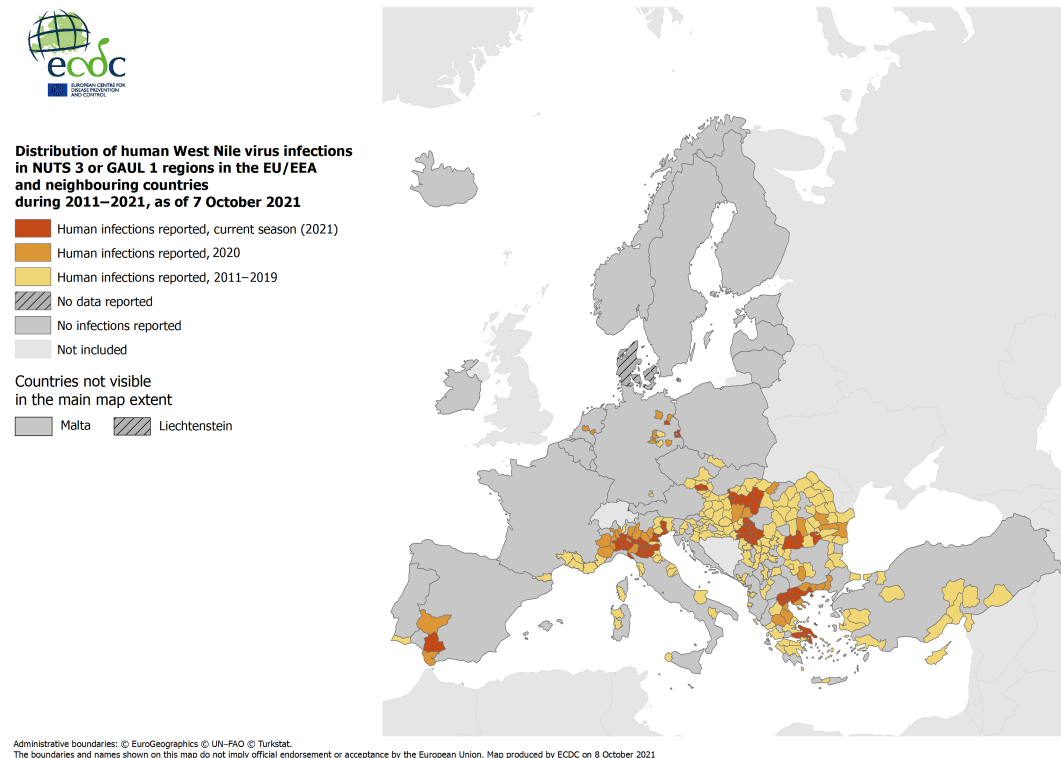 ecdc
EUROPEAN CENTRE FOR
DISEASE PREVENTION
AND CONTROL
Distribution of human West Nile virus infections
in NUTS 3 or GAUL 1 regions in the EU/EEA
and neighbouring countries
during 2011–2021, as of 7 October 2021
Human infections reported, current season (2021)
Human infections reported, 2020
Human infections reported, 2011–2019
No data reported
No infections reported
Not included
Countries not visible
in the main map extent
Malta
Liechtenstein
Administrative boundaries: © EuroGeographics © UN–FAO © Turkstat.
The boundaries and names shown on this map do not imply official endorsement or acceptance by the European Union. Map produced by ECDC on 8 October 2021